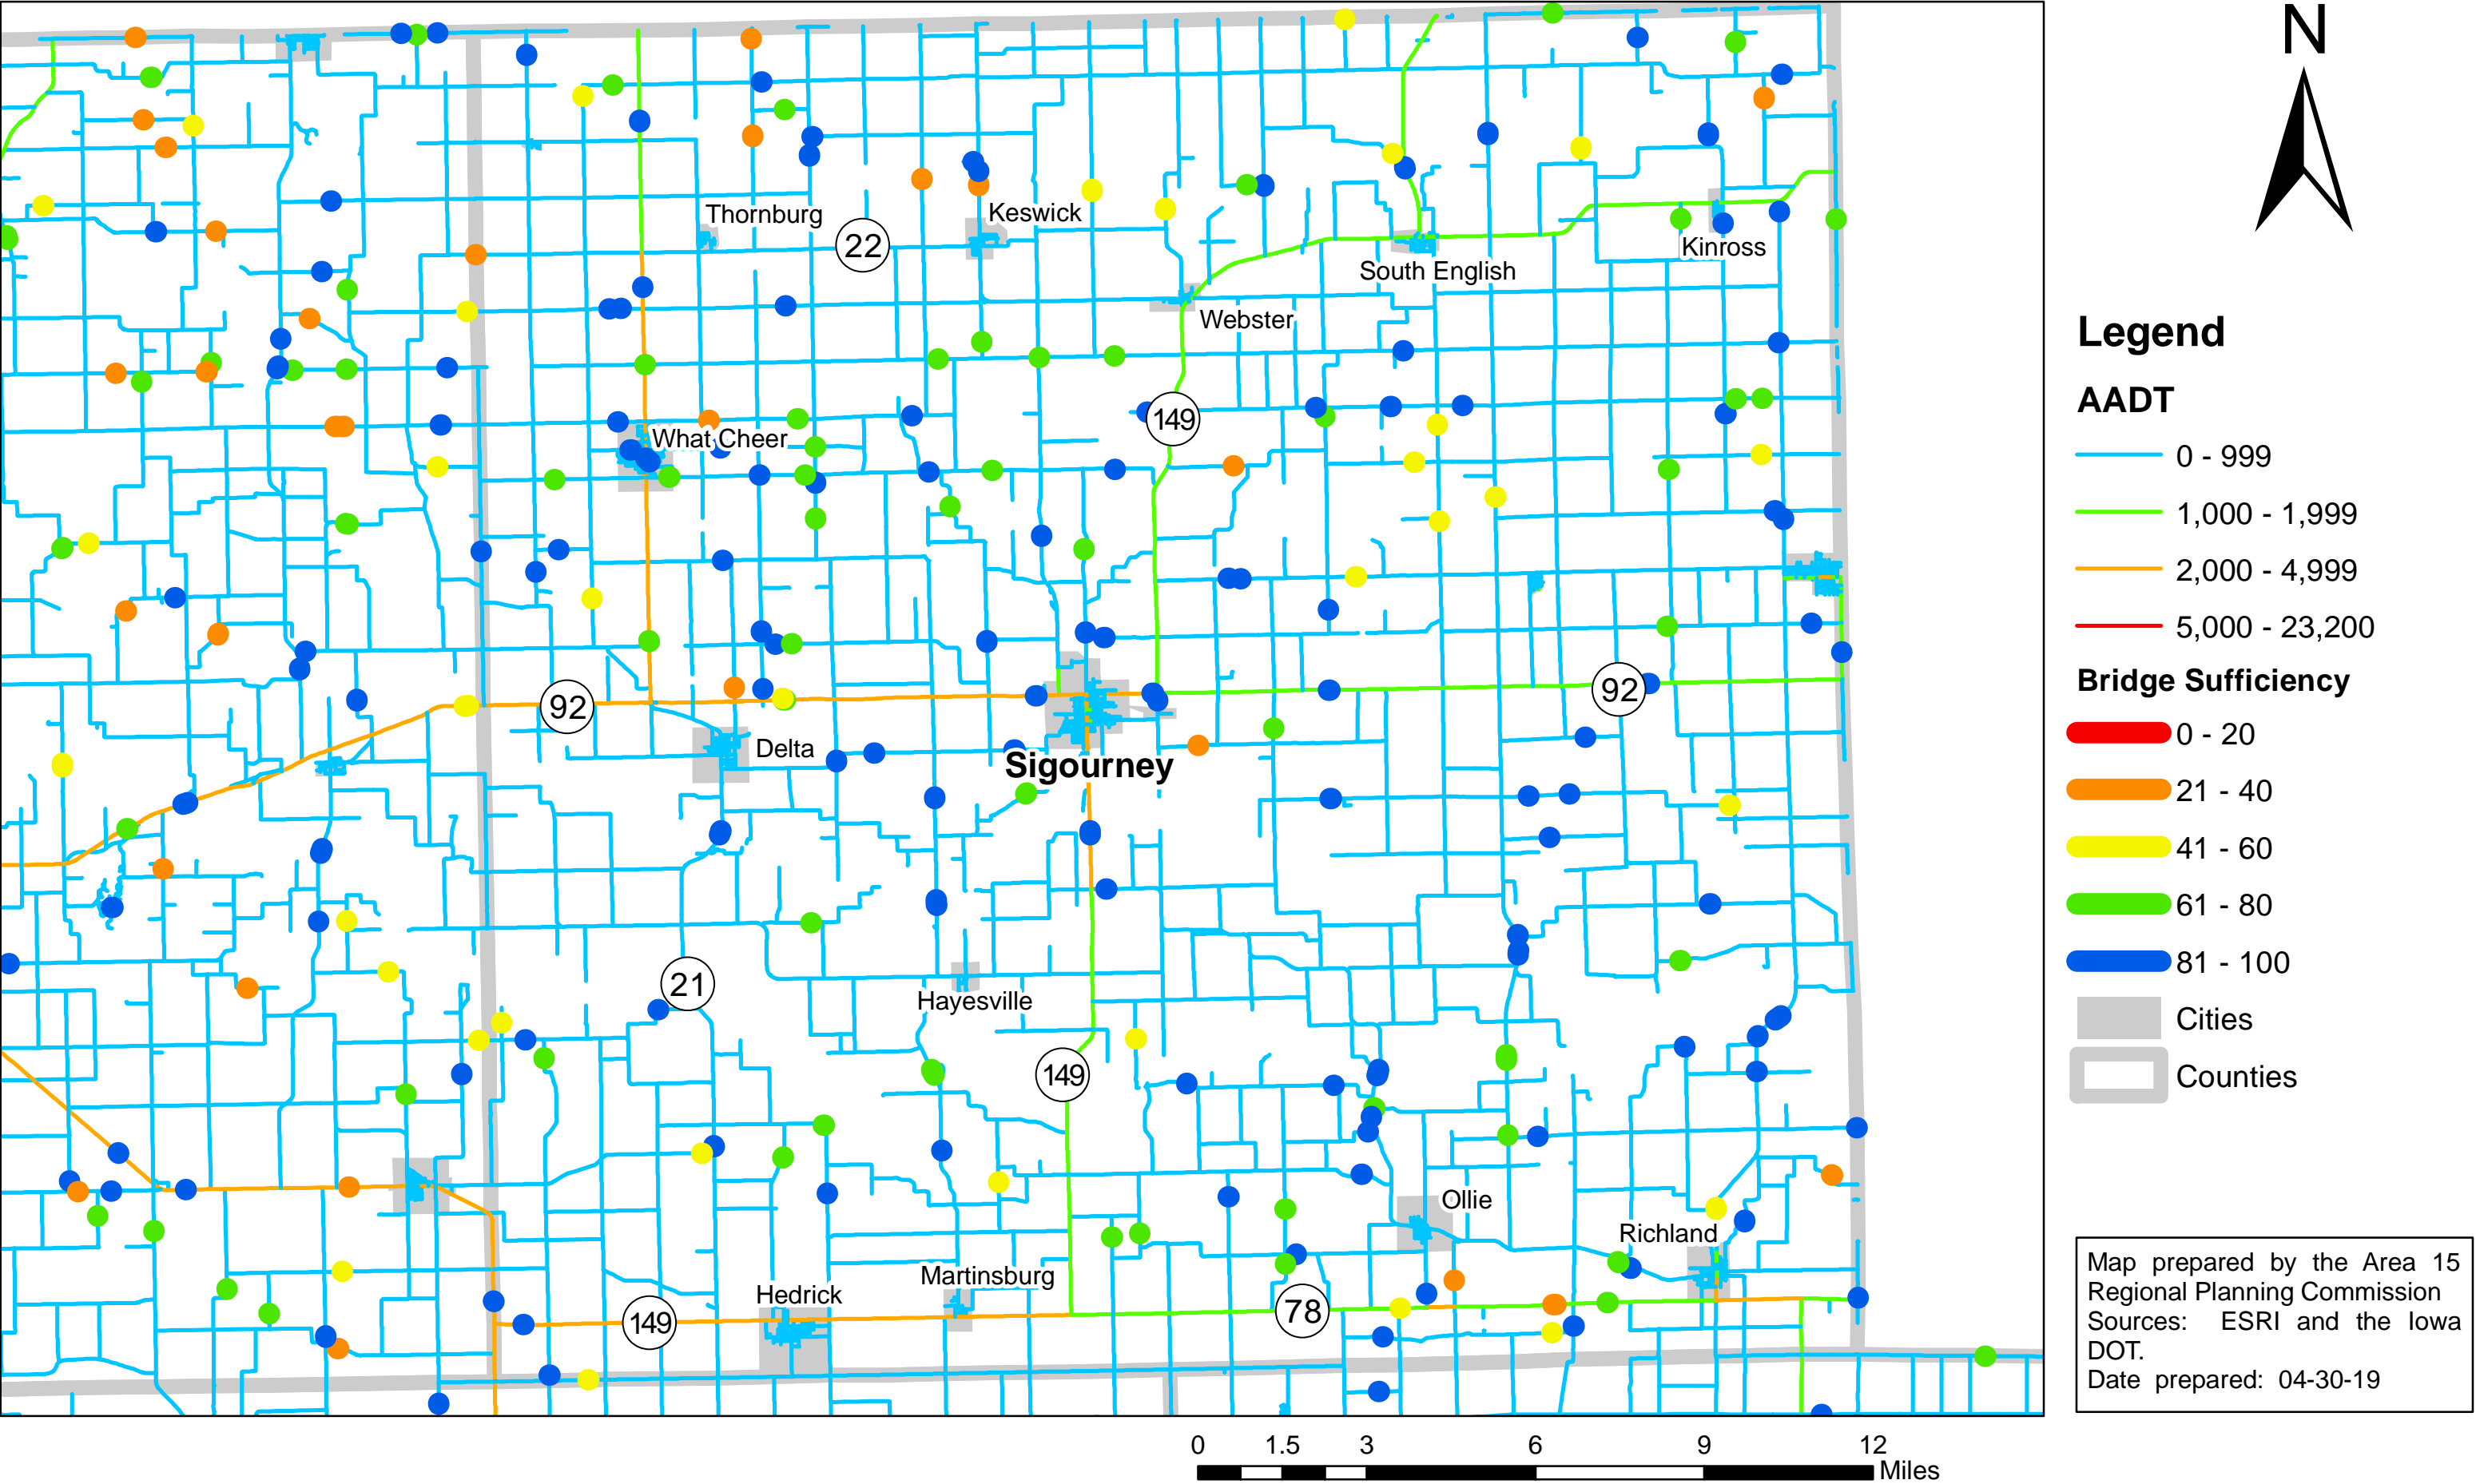 N
Thornburg
Keswick
22
South English
Kinross
Webster
149
What Cheer
92
92
Delta
Sigourney
21
Hayesville
149
Ollie
Richland
Martinsburg
Hedrick
149
78
Legend
AADT
0 - 999
1,000 - 1,999
2,000 - 4,999
5,000 - 23,200
Bridge Sufficiency
0 - 20
21 - 40
41 - 60
61 - 80
81 - 100
Cities
Counties
Map prepared by the Area 15
Regional Planning Commission
Sources: ESRI and the Iowa
DOT.
Date prepared: 04-30-19
0 1.5 3 6 9 12
Miles